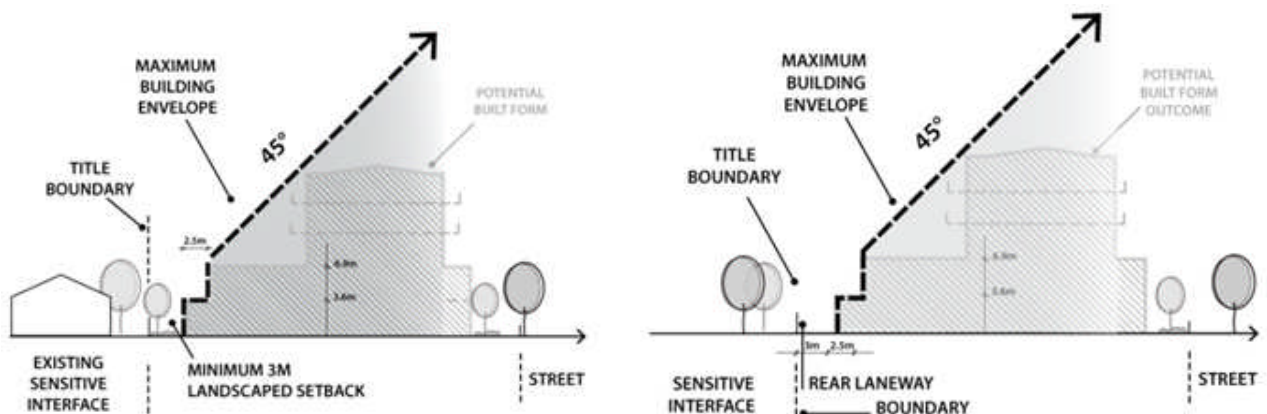 MAXIMUM
BUILDING
ENVELOPE
POTENTIAL
BUILT FORM
45°
TITLE
BOUNDARY
2.5m
6.9m
3.6m
EXISTING
SENSITIVE
INTERFACE
MINIMUM 3M
LANDSCAPED SETBACK
STREET
MAXIMUM
BUILDING
ENVELOPE
POTENTIAL
BUILT FORM
OUTCOME
45°
TITLE
BOUNDARY
6.9m
3.6m
3m
2.5m
SENSITIVE
INTERFACE
REAR LANEWAY
BOUNDARY
STREET